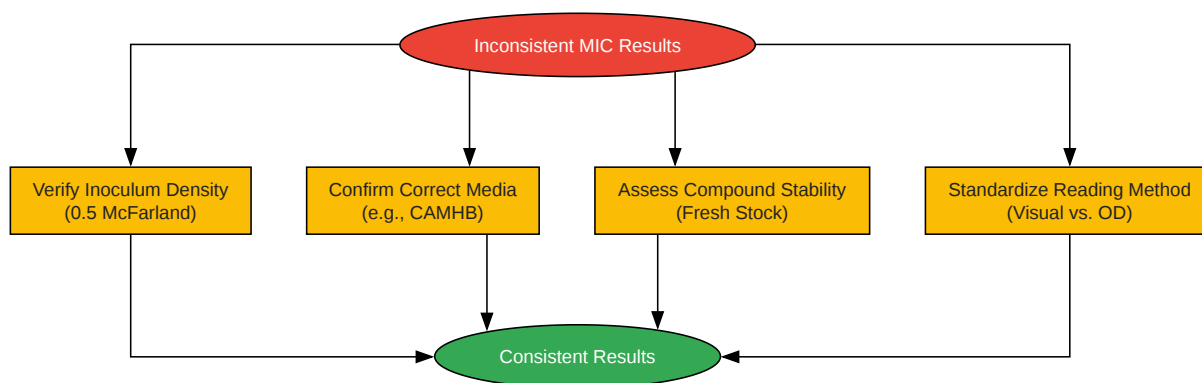 Inconsistent MIC Results
Verify Inoculum Density
(0.5 McFarland)
Confirm Correct Media
(e.g., CAMHB)
Assess Compound Stability
(Fresh Stock)
Standardize Reading Method
(Visual vs. OD)
Consistent Results